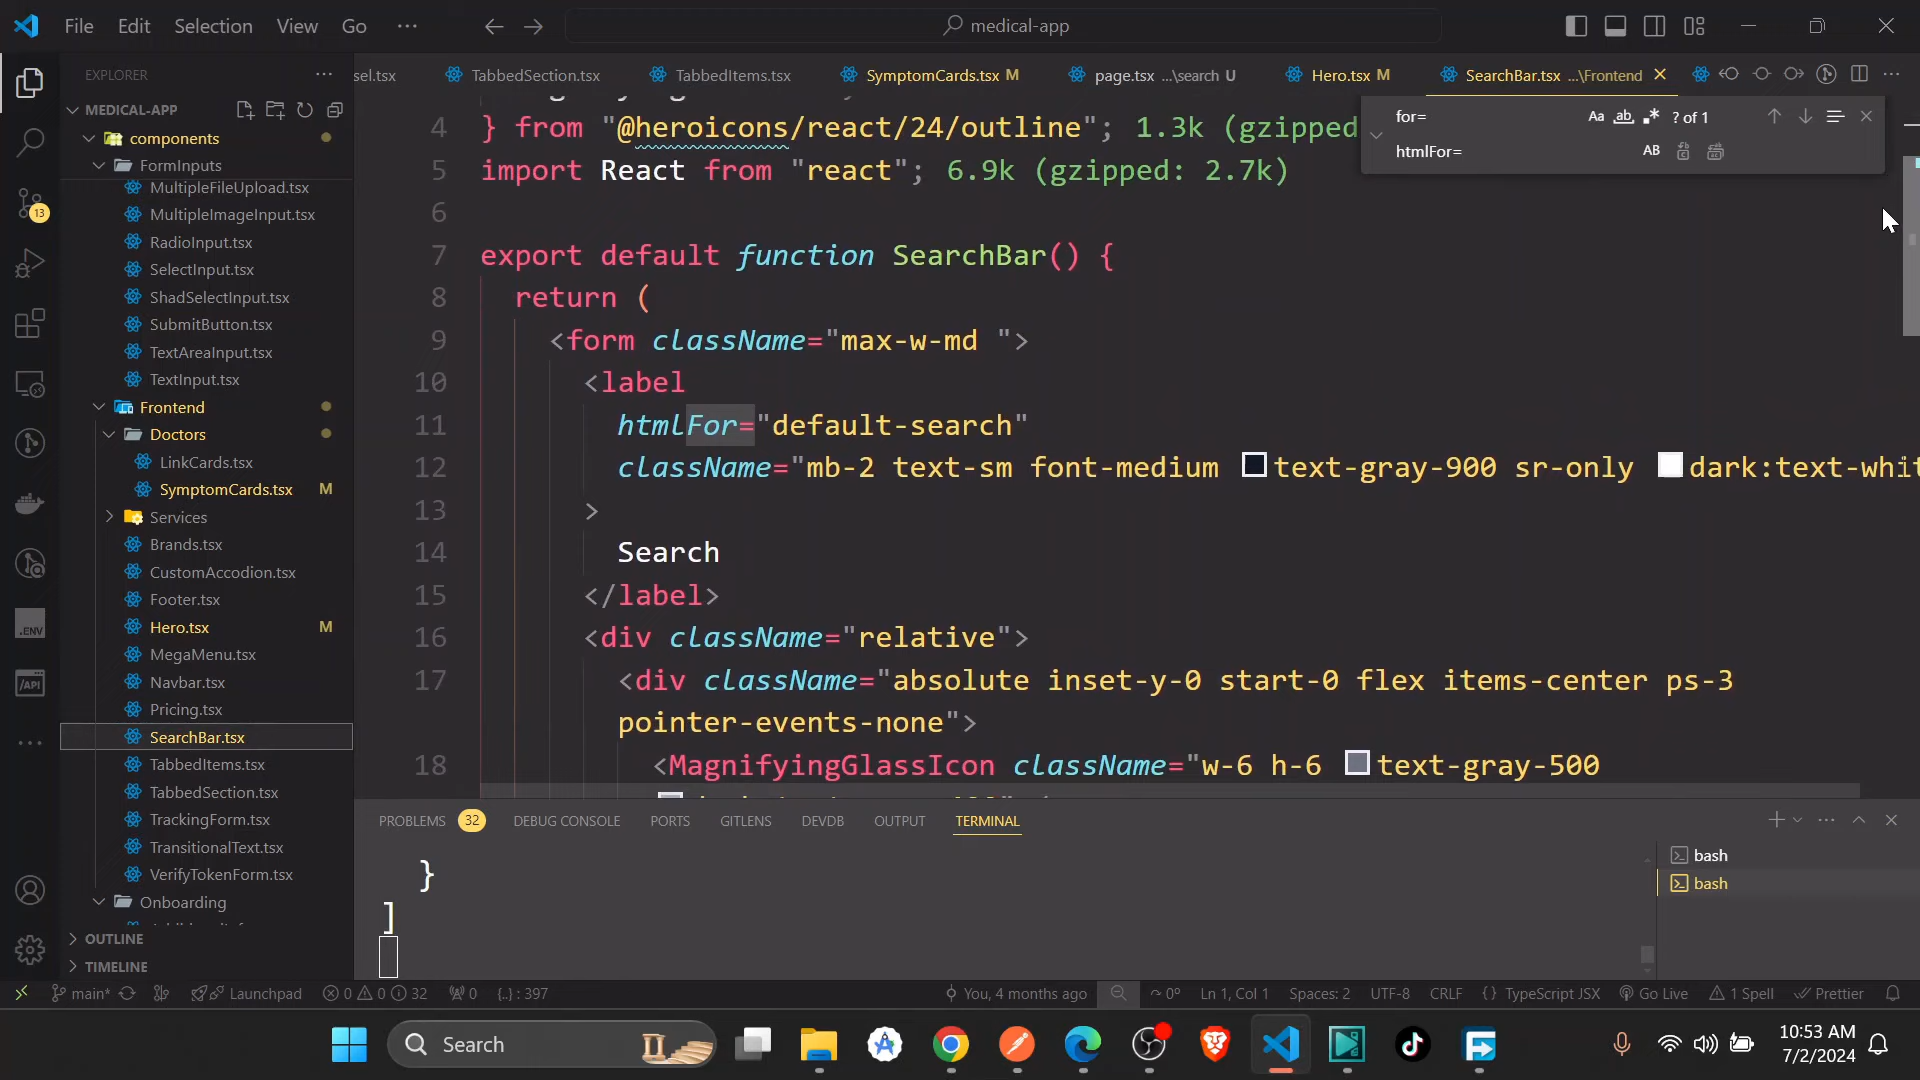 File Edit Selection View Go ··· medical-app
EXPLORER
sel.tsx TabbedSection.tsx TabbedItems.tsx SymptomCards.tsx M page.tsx ...\search U Hero.tsx M SearchBar.tsx ...\Frontend
MEDICAL-APP
components
FormInputs
MultipleFileUpload.tsx
MultipleImageInput.tsx
RadioInput.tsx
SelectInput.tsx
ShadSelectInput.tsx
SubmitButton.tsx
TextAreaInput.tsx
TextInput.tsx
Frontend
Doctors
LinkCards.tsx
SymptomCards.tsx M
Services
Brands.tsx
CustomAccodion.tsx
Footer.tsx
Hero.tsx M
MegaMenu.tsx
Navbar.tsx
Pricing.tsx
SearchBar.tsx
TabbedItems.tsx
TabbedSection.tsx
TrackingForm.tsx
TransitionalText.tsx
VerifyTokenForm.tsx
Onboarding
OUTLINE
TIMELINE
13
.ENV
/API
for= Aa ab ? of 1
htmlFor= AB
4 } from "@heroicons/react/24/outline"; 1.3k (gzipped
5 import React from "react"; 6.9k (gzipped: 2.7k)
6
7 export default function SearchBar() {
8 return (
9 <form className="max-w-md ">
10 <label
11 htmlFor="default-search"
12 className="mb-2 text-sm font-medium text-gray-900 sr-only dark:text-whit
13 >
14 Search
15 </label>
16 <div className="relative">
17 <div className="absolute inset-y-0 start-0 flex items-center ps-3
pointer-events-none">
18 <MagnifyingGlassIcon className="w-6 h-6 text-gray-500
PROBLEMS 32 DEBUG CONSOLE PORTS GITLENS DEVDB OUTPUT TERMINAL
}
]
bash
bash
main* Launchpad 0 0 32 0 {..} : 397 You, 4 months ago 0° Ln 1, Col 1 Spaces: 2 UTF-8 CRLF {} TypeScript JSX Go Live 1 Spell Prettier
Search
10:53 AM
7/2/2024